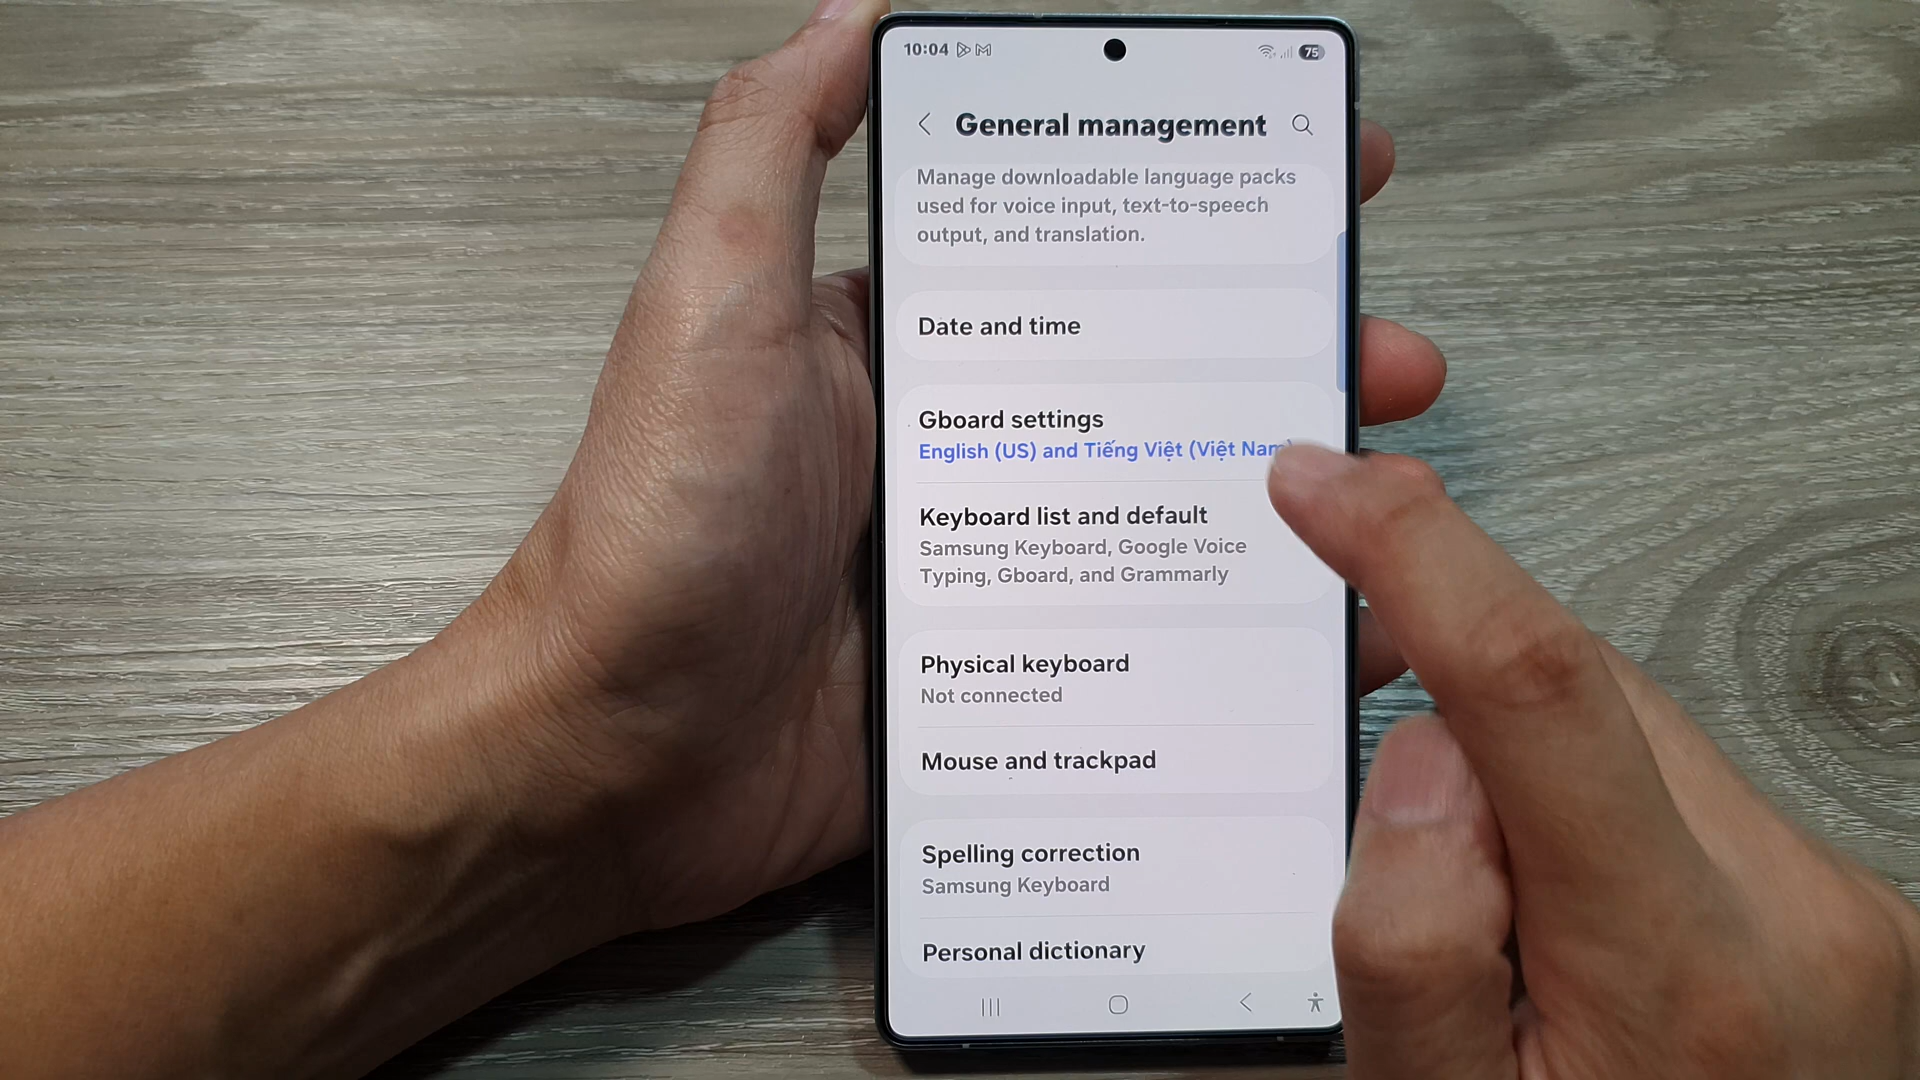 10:04
75
General management
Manage downloadable language packs
used for voice input, text-to-speech
output, and translation.
Date and time
Gboard settings
English (US) and Tiếng Việt (Việt Nam)
Keyboard list and default
Samsung Keyboard, Google Voice
Typing, Gboard, and Grammarly
Physical keyboard
Not connected
Mouse and trackpad
Spelling correction
Samsung Keyboard
Personal dictionary